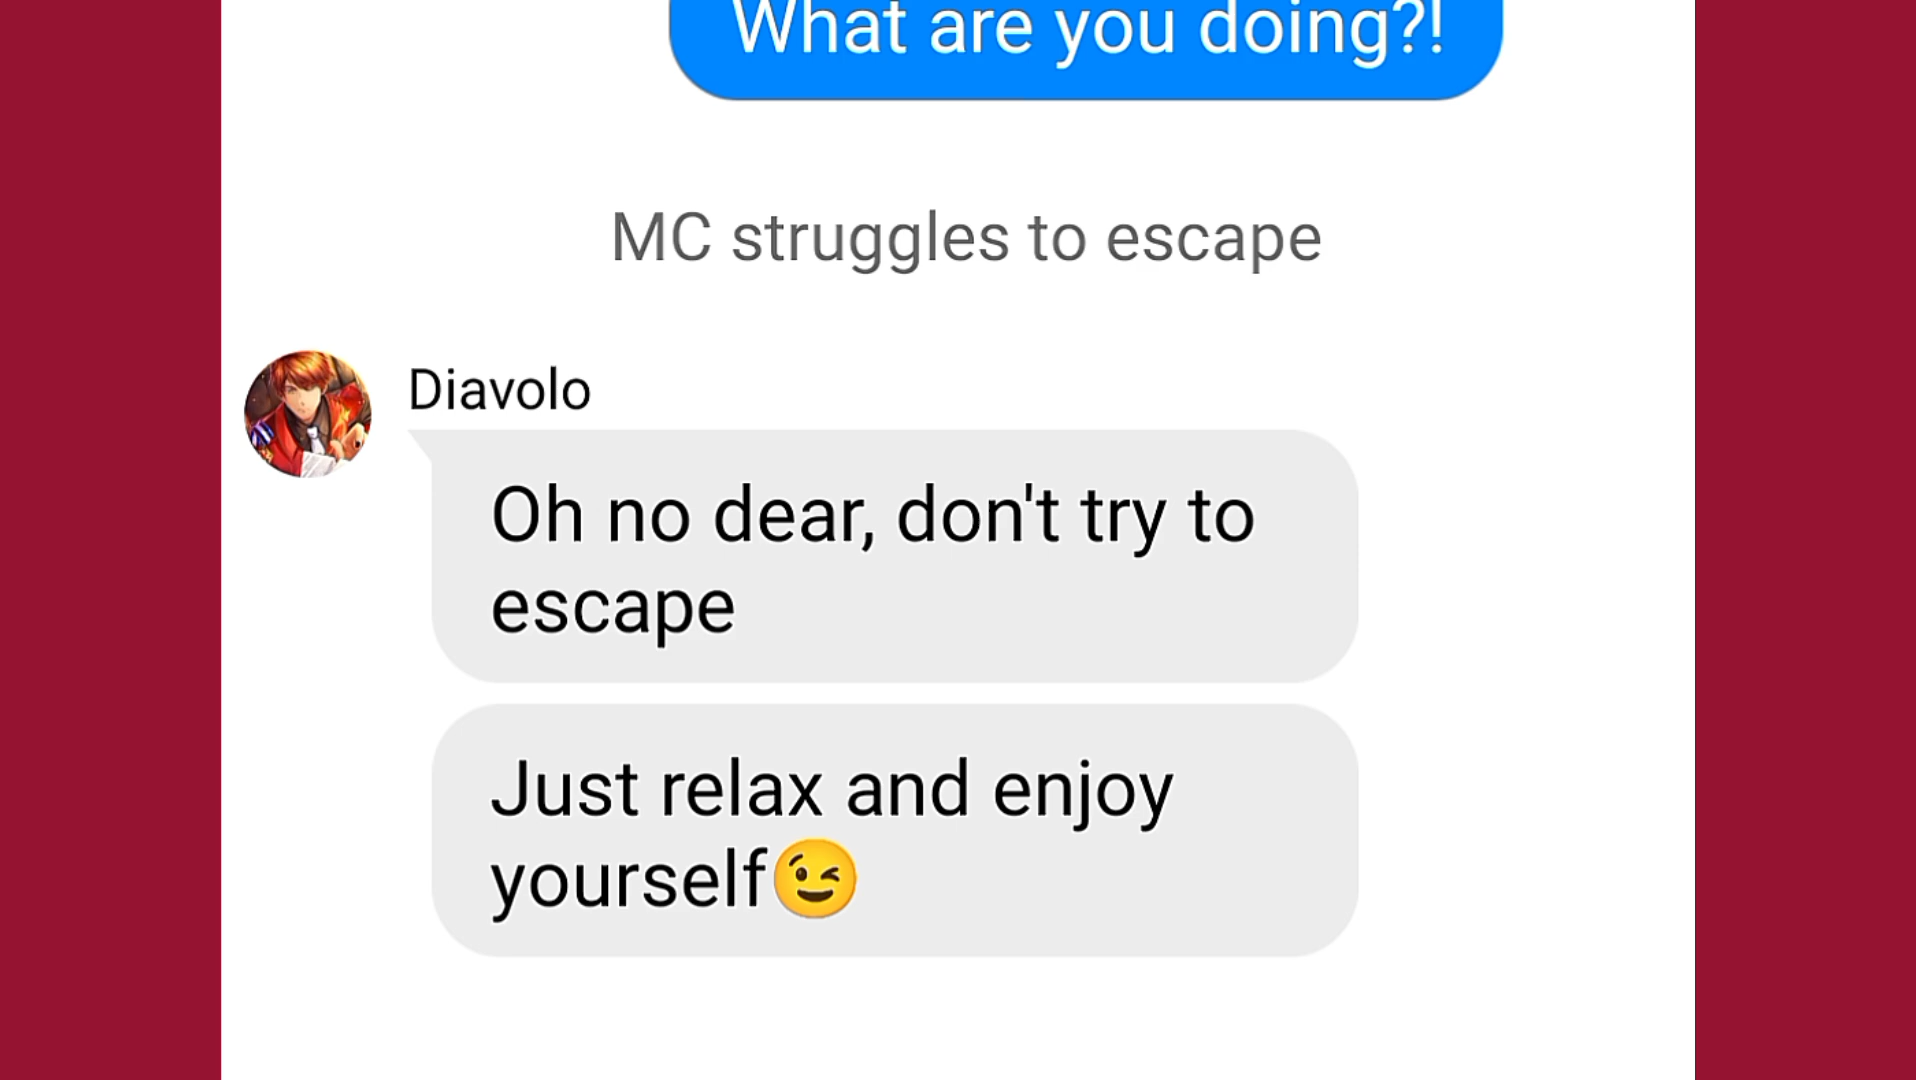 What are you doing?!
MC struggles to escape
Diavolo
Oh no dear, don't try to
escape
Just relax and enjoy
yourself😉